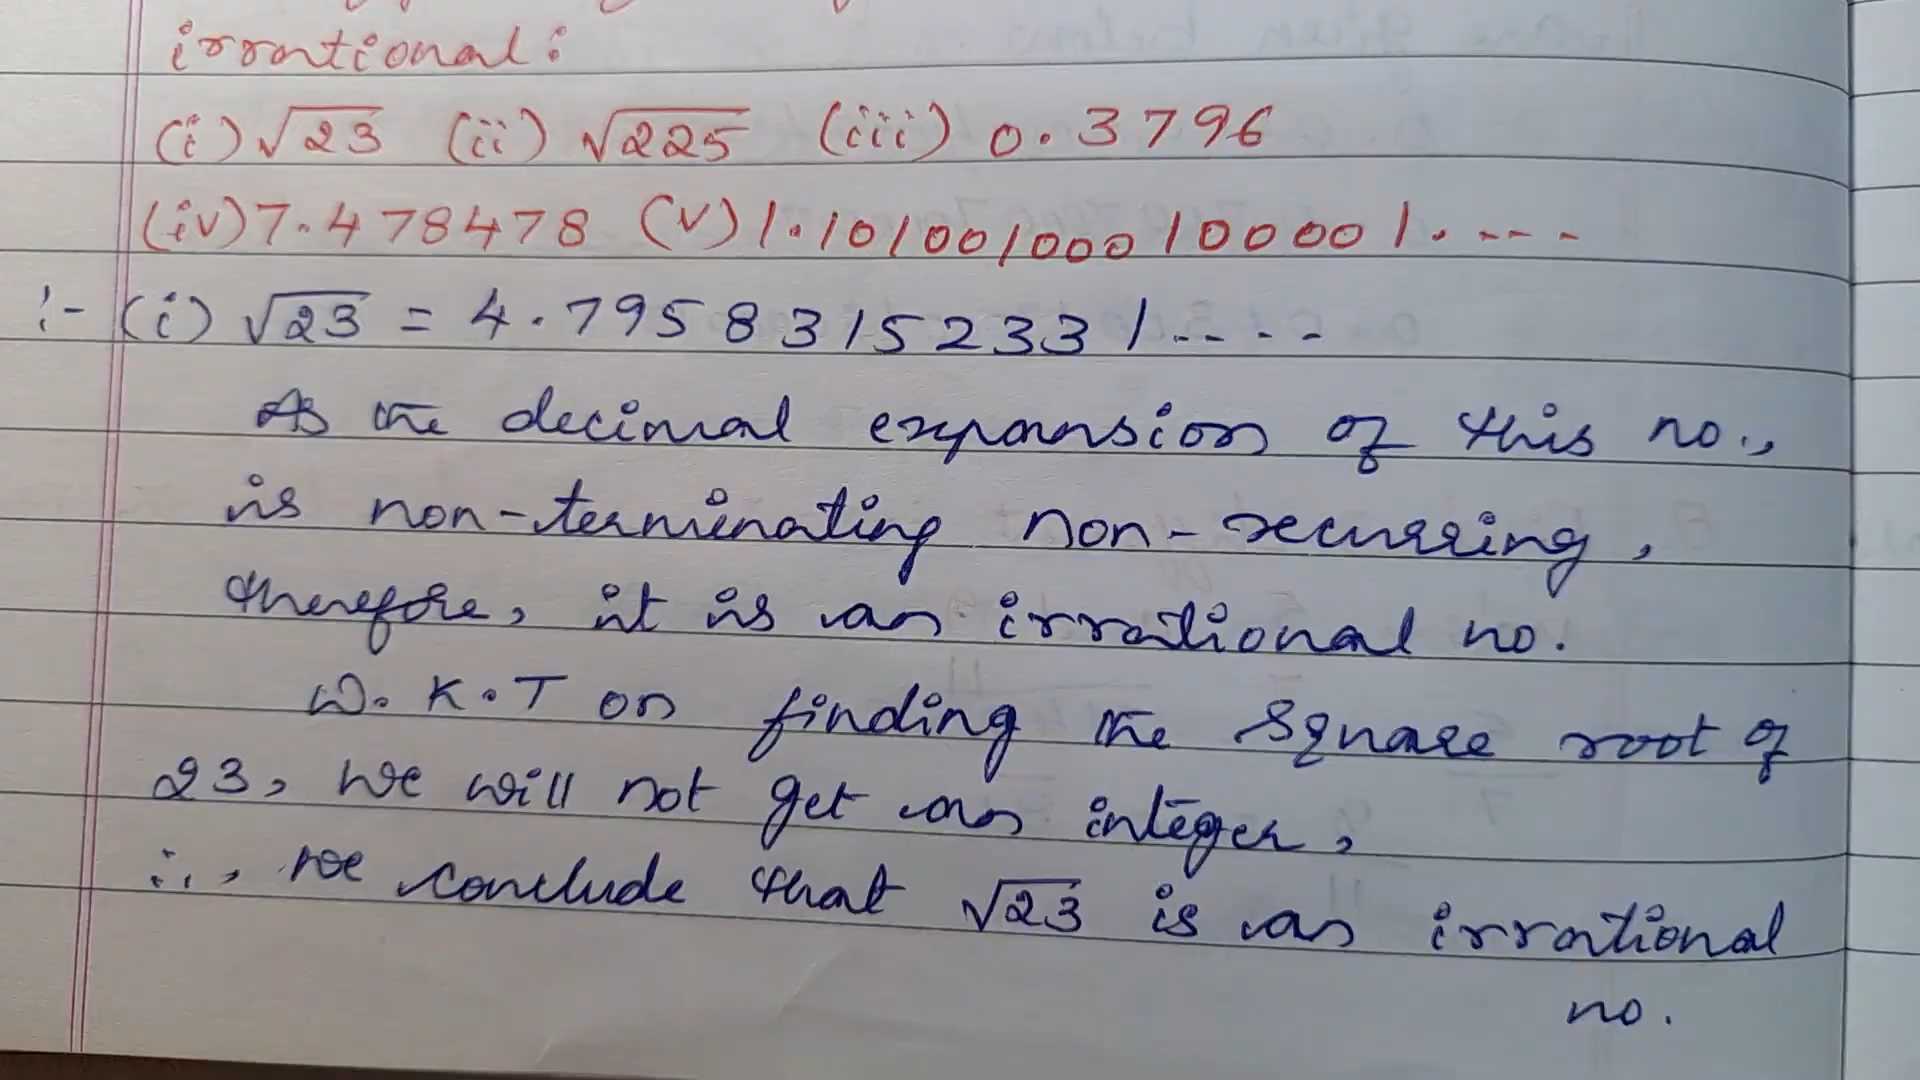 irrational:
(i) √23 (ii) √225 (iii) 0.3796
(iv) 7.478478 (v) 1.101001000100001.----
:- (i) √23 = 4.79583152331....
As the decimal expansion of this no.,
is non-terminating non-recurring,
therefore, it is an irrational no.
W.K.T on finding the square root of
23, we will not get an integer,
∴, we conclude that √23 is an irrational
no.